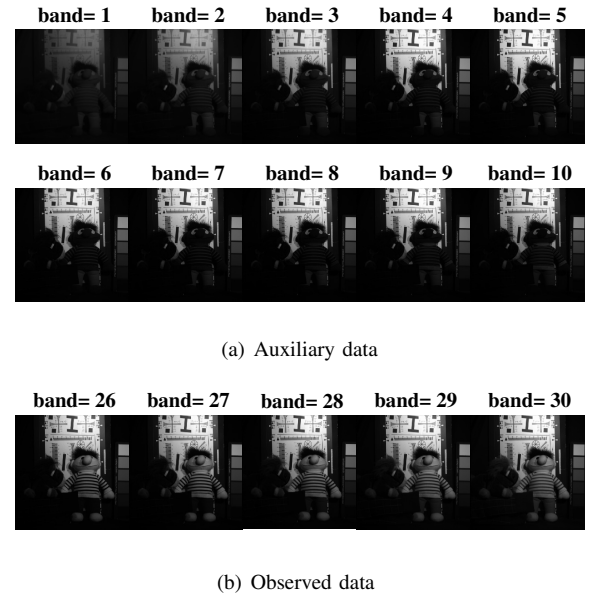 band= 1 band= 2 band= 3 band= 4 band= 5
band= 6 band= 7 band= 8 band= 9 band= 10
(a) Auxiliary data
band= 26 band= 27 band= 28 band= 29 band= 30
(b) Observed data